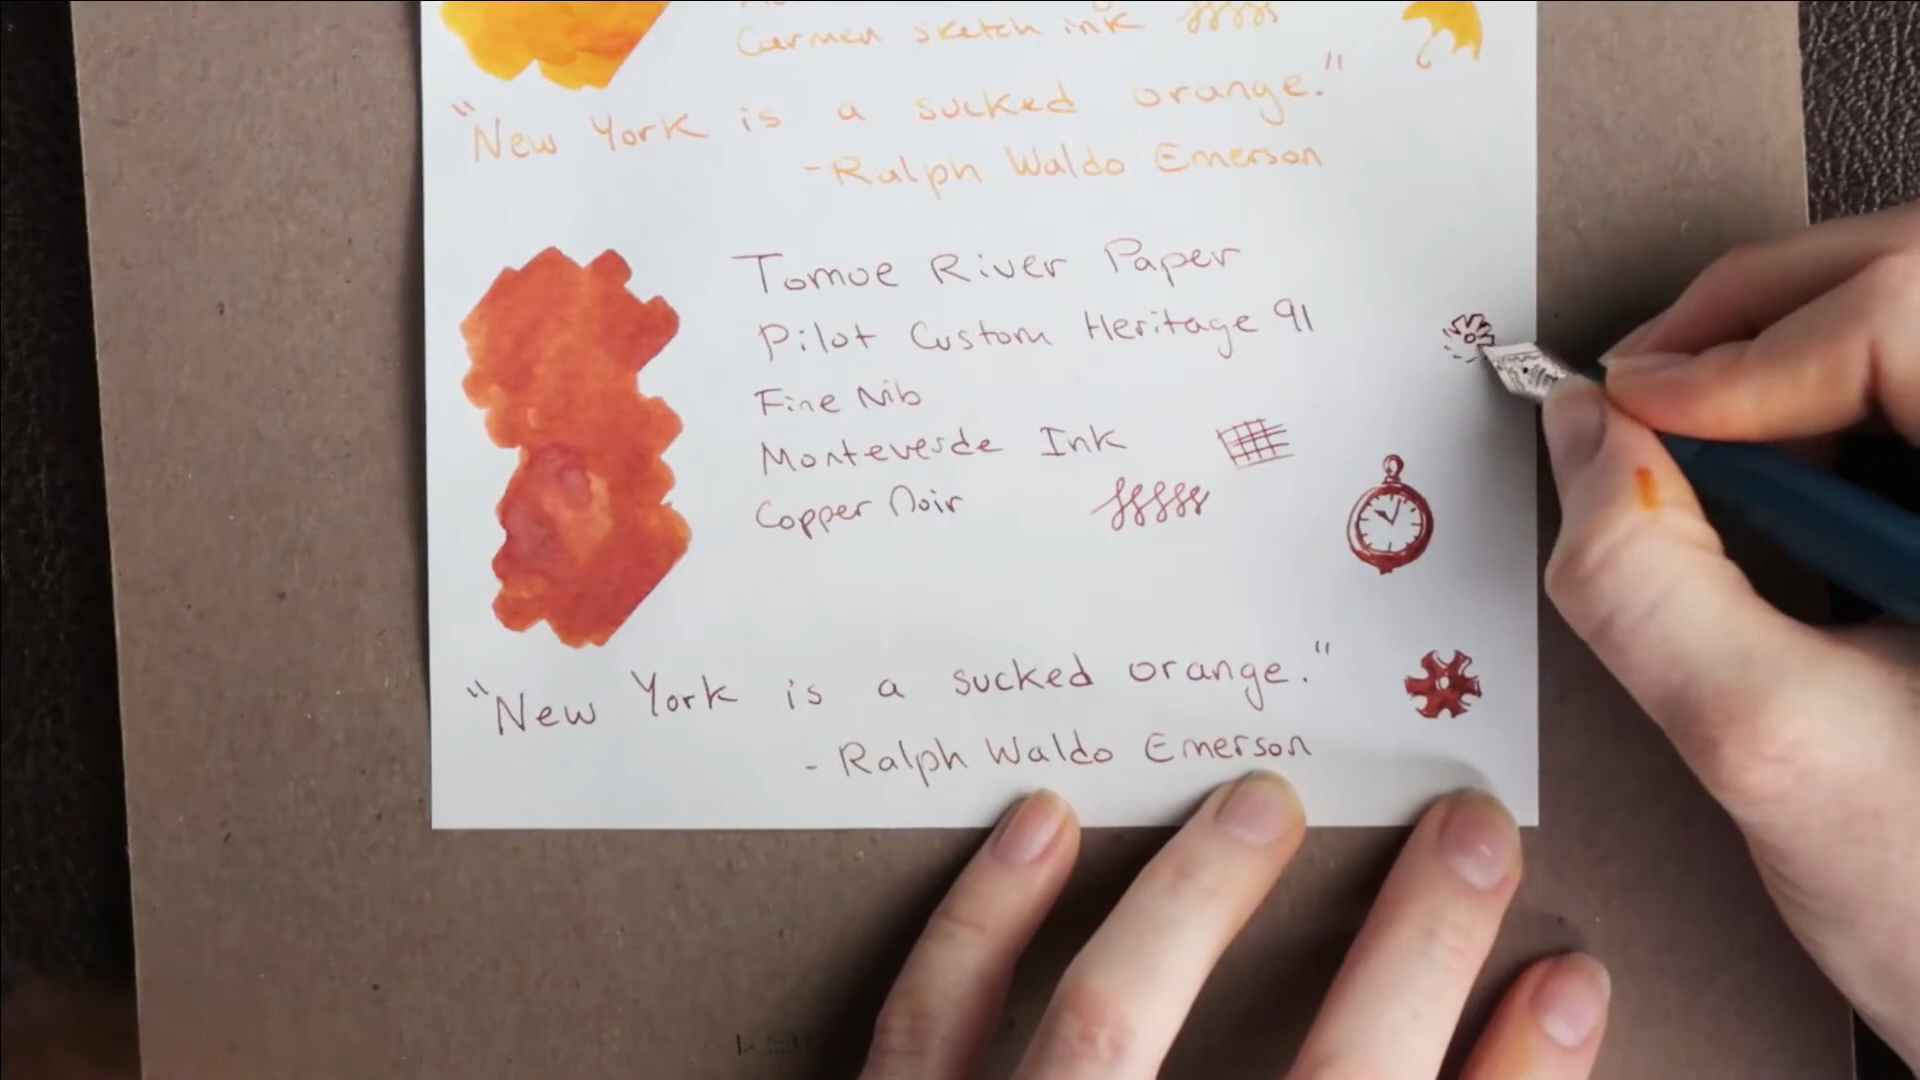 Carmen sketch ink
"New York is a sucked orange."
-Ralph Waldo Emerson
Tomoe River Paper
Pilot Custom Heritage 91
Fine Nib
Monteverde Ink
Copper Noir
"New York is a sucked orange."
- Ralph Waldo Emerson